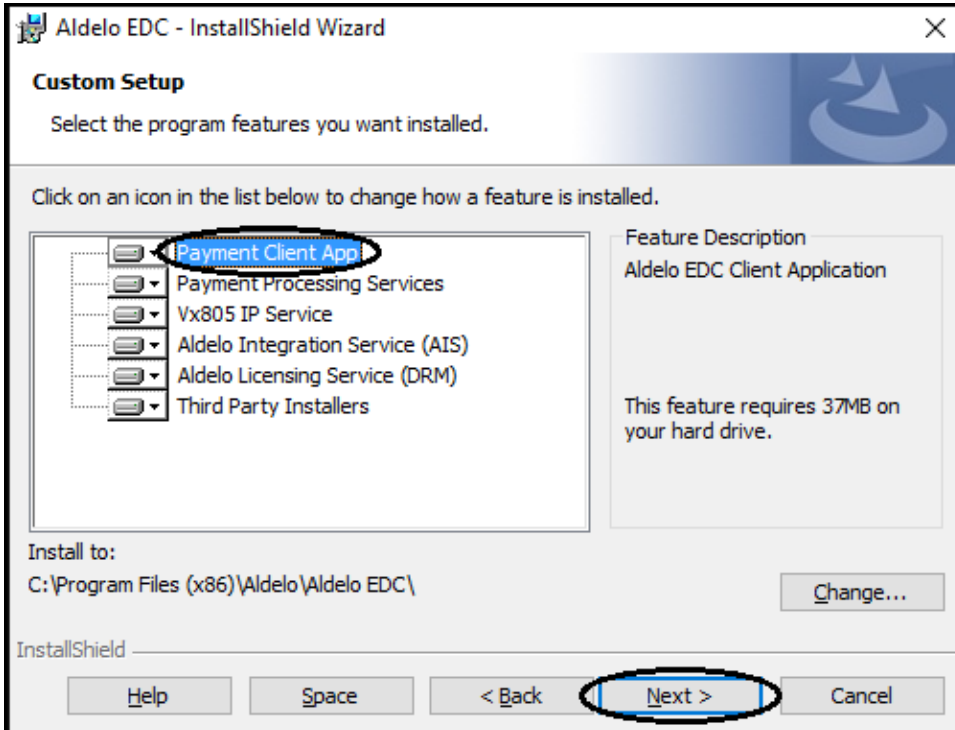 Aldelo EDC - InstallShield Wizard
Custom Setup
Select the program features you want installed.
Click on an icon in the list below to change how a feature is installed.
Payment Client App
Payment Processing Services
Vx805 IP Service
Aldelo Integration Service (AIS)
Aldelo Licensing Service (DRM)
Third Party Installers
Feature Description
Aldelo EDC Client Application
This feature requires 37MB on
your hard drive.
Install to:
C:\Program Files (x86)\Aldelo\Aldelo EDC\
Change...
InstallShield
Help
Space
< Back
Next >
Cancel